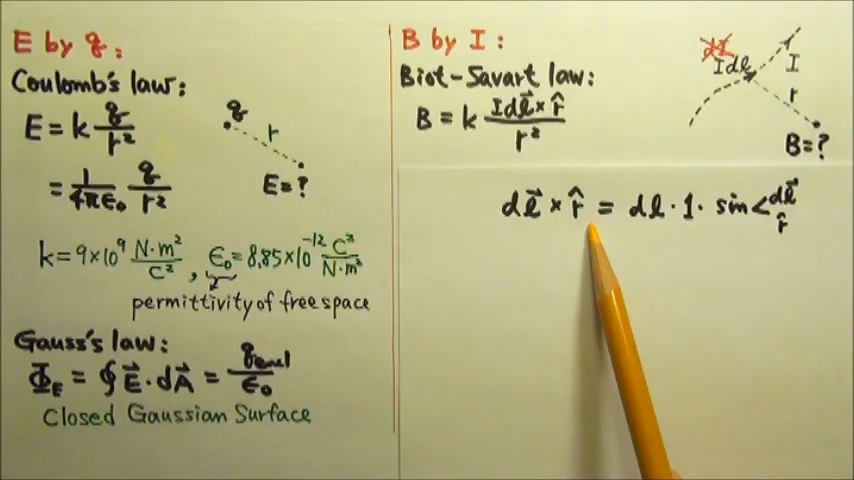 E by q:
Coulomb's law:
E = k q/r²
q
r
E = ?
= 1/4πε₀ q/r²
k = 9×10⁹ N·m²/C², ε₀ = 8.85×10⁻¹² C²/N·m²
permittivity of free space
Gauss's law:
Φ_E = ∮ E⃗ · dA⃗ = q_encl/ε₀
Closed Gaussian Surface
B by I:
Biot-Savart law:
B = k Idl⃗ × r̂/r²
dI
Idl
I
r
B = ?
dl⃗ × r̂ = dl · 1 · sin< dl⃗ r̂